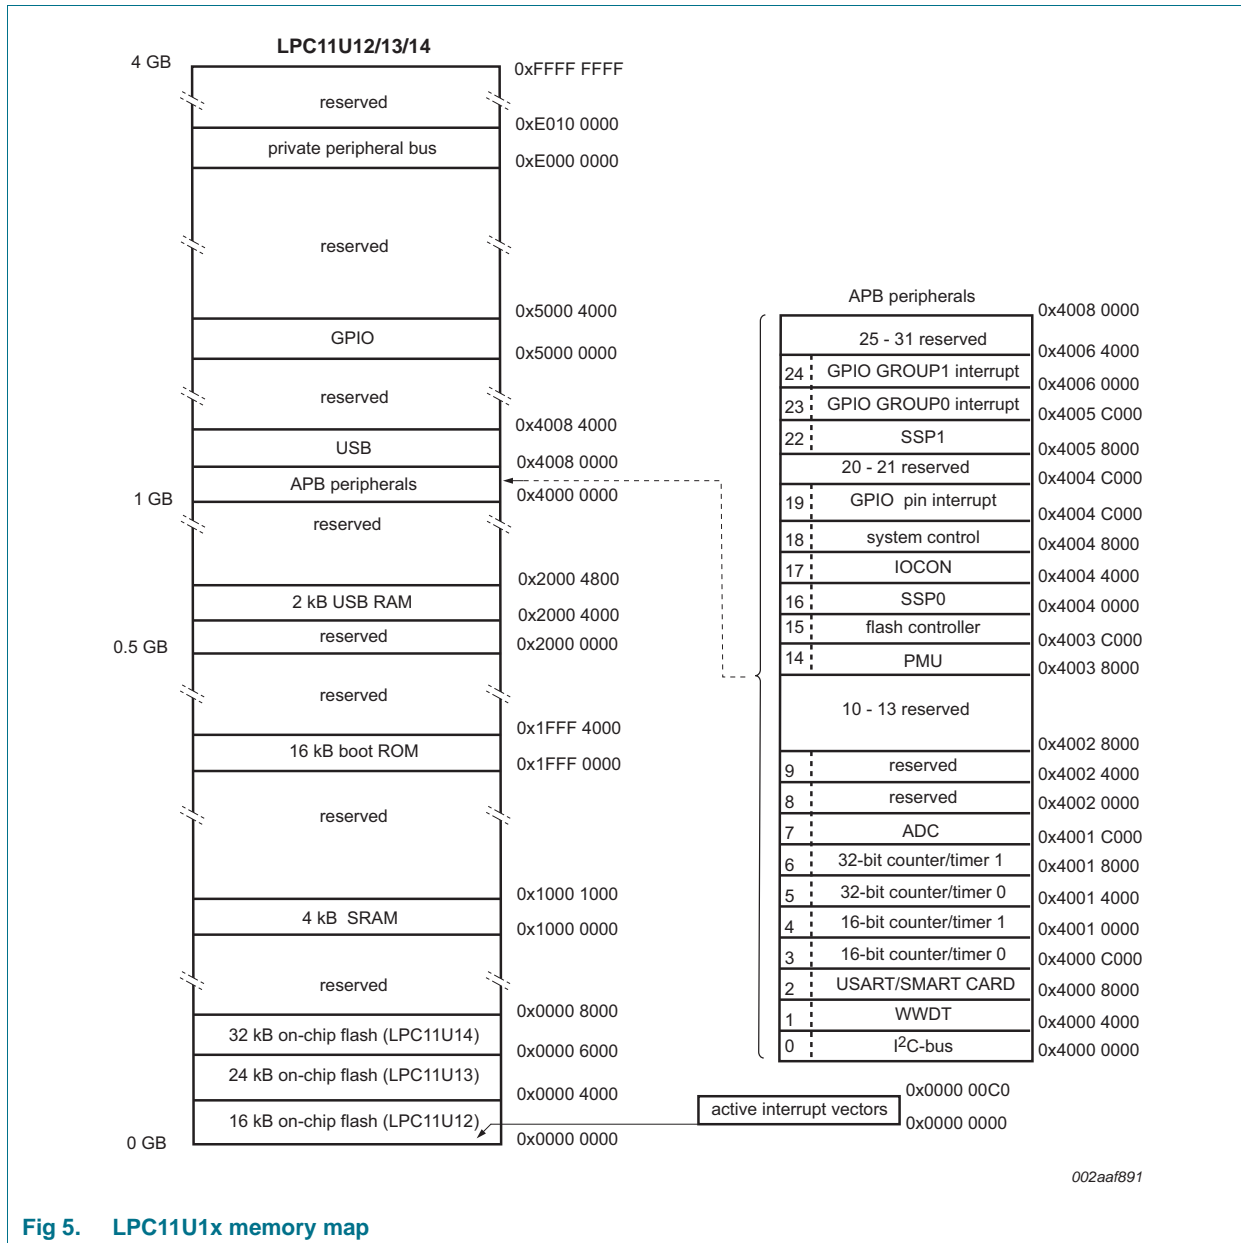 LPC11U12/13/14
4 GB
0xFFFF FFFF
reserved
0xE010 0000
private peripheral bus
0xE000 0000
reserved
0x5000 4000
GPIO
0x5000 0000
reserved
0x4008 4000
USB
0x4008 0000
APB peripherals
1 GB
0x4000 0000
reserved
0x2000 4800
2 kB USB RAM
0x2000 4000
reserved
0.5 GB
0x2000 0000
reserved
0x1FFF 4000
16 kB boot ROM
0x1FFF 0000
reserved
0x1000 1000
4 kB SRAM
0x1000 0000
reserved
0x0000 8000
32 kB on-chip flash (LPC11U14)
0x0000 6000
24 kB on-chip flash (LPC11U13)
0x0000 4000
16 kB on-chip flash (LPC11U12)
0 GB
0x0000 0000
APB peripherals
0x4008 0000
25 - 31 reserved
0x4006 4000
24 GPIO GROUP1 interrupt
0x4006 0000
23 GPIO GROUP0 interrupt
0x4005 C000
22 SSP1
0x4005 8000
20 - 21 reserved
0x4004 C000
19 GPIO pin interrupt
0x4004 C000
18 system control
0x4004 8000
17 IOCON
0x4004 4000
16 SSP0
0x4004 0000
15 flash controller
0x4003 C000
14 PMU
0x4003 8000
10 - 13 reserved
0x4002 8000
9 reserved
0x4002 4000
8 reserved
0x4002 0000
7 ADC
0x4001 C000
6 32-bit counter/timer 1
0x4001 8000
5 32-bit counter/timer 0
0x4001 4000
4 16-bit counter/timer 1
0x4001 0000
3 16-bit counter/timer 0
0x4000 C000
2 USART/SMART CARD
0x4000 8000
1 WWDT
0x4000 4000
0 I2C-bus
0x4000 0000
0x0000 00C0
active interrupt vectors
0x0000 0000
002aaf891
Fig 5. LPC11U1x memory map